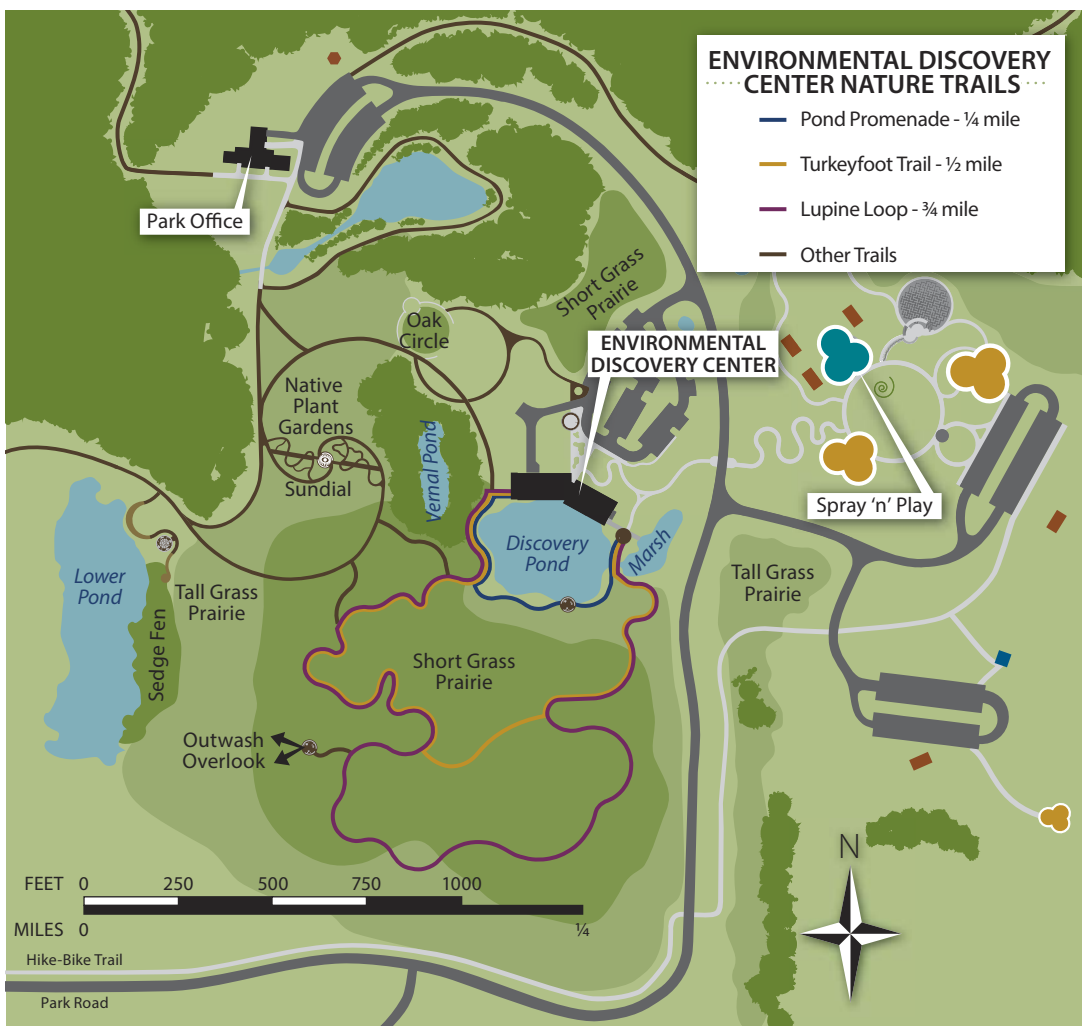 ENVIRONMENTAL DISCOVERY
CENTER NATURE TRAILS
Pond Promenade - ¼ mile
Turkeyfoot Trail - ½ mile
Lupine Loop - ¾ mile
Other Trails
Park Office
Short Grass
Prairie
Oak
Circle
ENVIRONMENTAL
DISCOVERY CENTER
Native
Plant
Gardens
Sundial
Vernal Pond
Spray 'n' Play
Discovery
Pond
Marsh
Lower
Pond
Tall Grass
Prairie
Sedge Fen
Tall Grass
Prairie
Short Grass
Prairie
Outwash
Overlook
N
FEET 0 250 500 750 1000
MILES 0 ¼
Hike-Bike Trail
Park Road